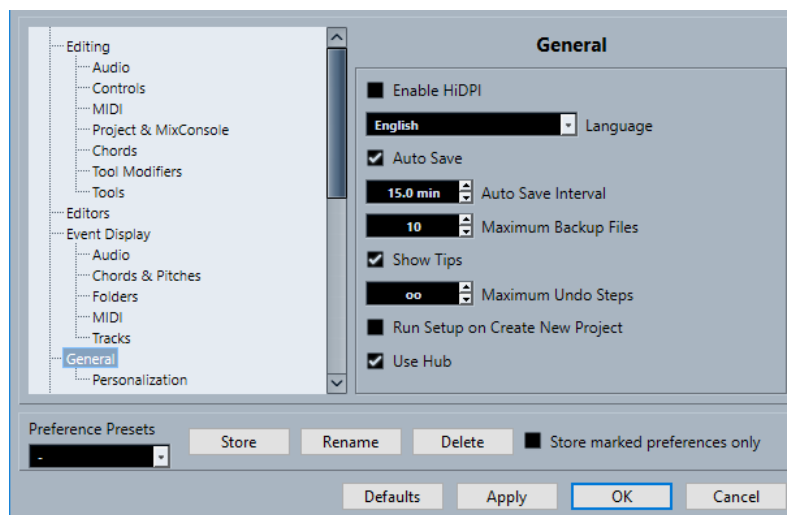 Editing
Audio
Controls
MIDI
Project & MixConsole
Chords
Tool Modifiers
Tools
Editors
Event Display
Audio
Chords & Pitches
Folders
MIDI
Tracks
General
Personalization
General
Enable HiDPI
English Language
Auto Save
15.0 min Auto Save Interval
10 Maximum Backup Files
Show Tips
oo Maximum Undo Steps
Run Setup on Create New Project
Use Hub
Preference Presets
- Store Rename Delete Store marked preferences only
Defaults Apply OK Cancel